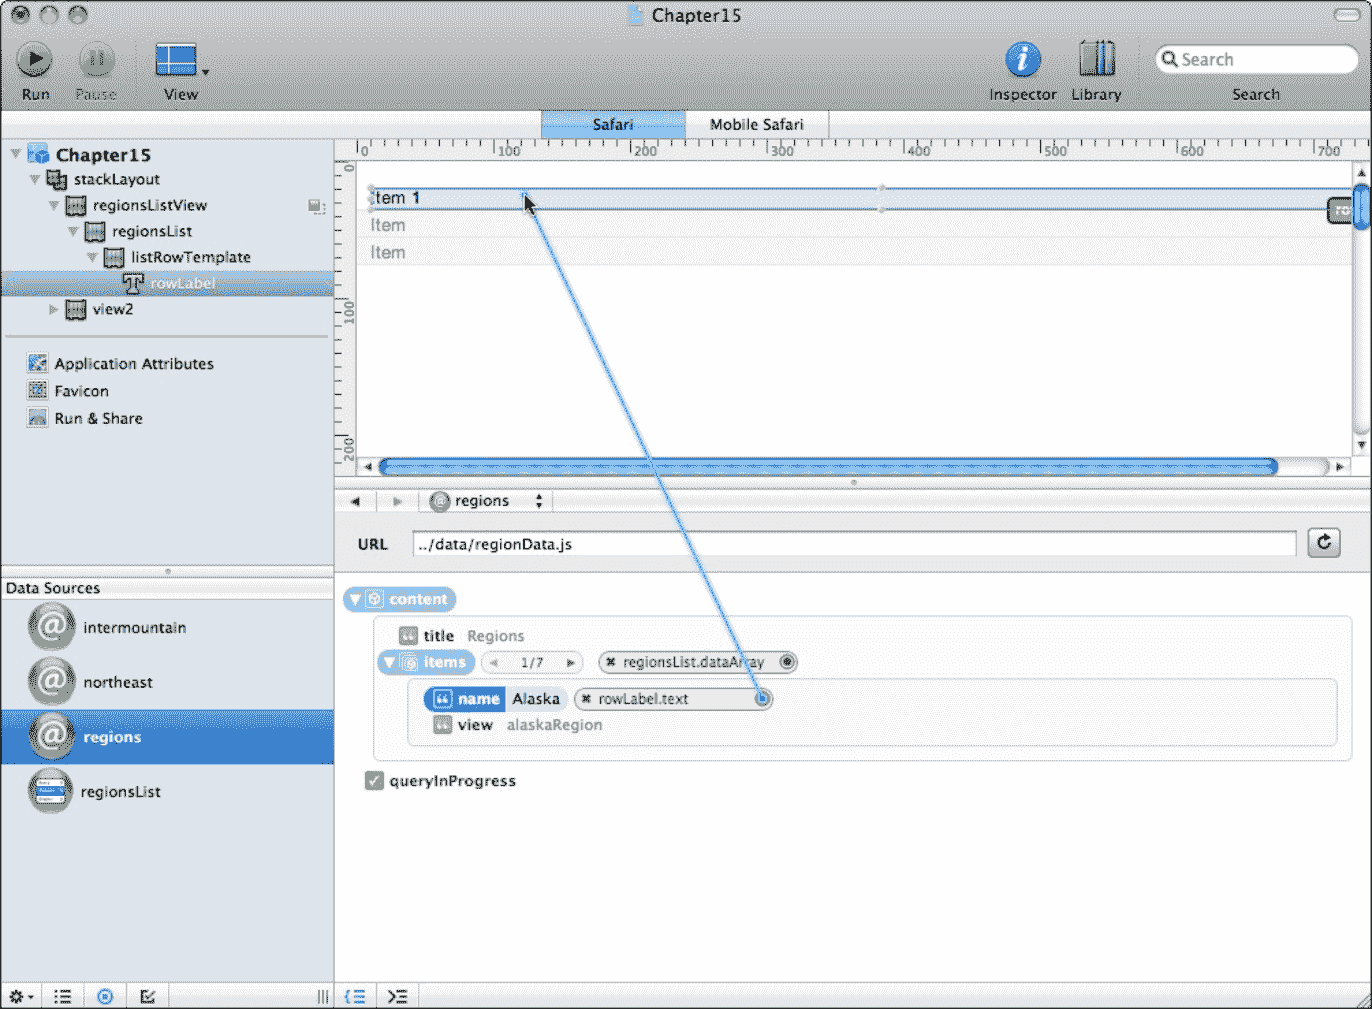 Chapter15
Run
Pause
View
Inspector
Library
Search
Search
Safari
Mobile Safari
Chapter15
stackLayout
regionsListView
regionsList
listRowTemplate
rowLabel
view2
Application Attributes
Favicon
Run & Share
0 100 200 300 400 500 600 700
0
100
200
Item 1
Item
Item
regions
URL ../data/regionData.js
Data Sources
intermountain
northeast
regions
regionsList
content
title Regions
items 1/7 regionsList.dataArray
name Alaska rowLabel.text
view alaskaRegion
queryInProgress